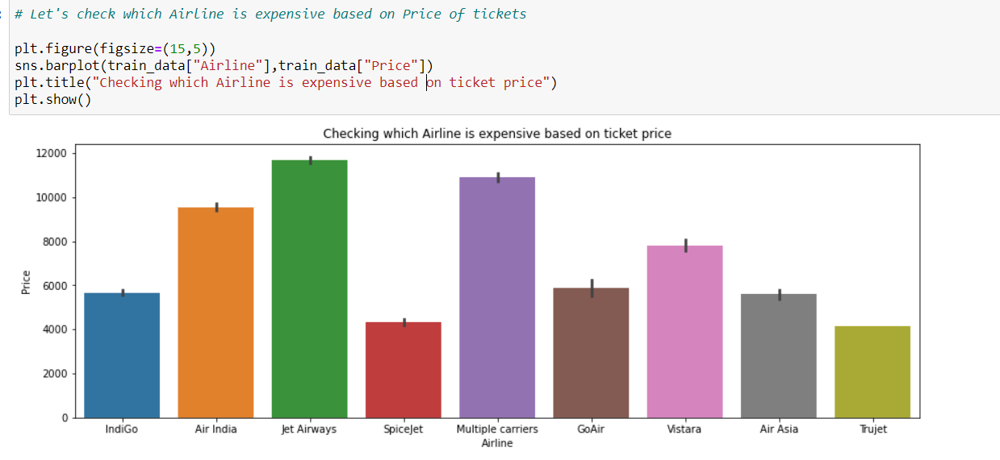 # Let's check which Airline is expensive based on Price of tickets
plt.figure(figsize=(15,5))
sns.barplot(train_data["Airline"],train_data["Price"])
plt.title("Checking which Airline is expensive based on ticket price")
plt.show()
Checking which Airline is expensive based on ticket price
12000
10000
8000
6000
4000
2000
0
Price
IndiGo Air India Jet Airways SpiceJet Multiple carriers GoAir Vistara Air Asia Trujet
Airline